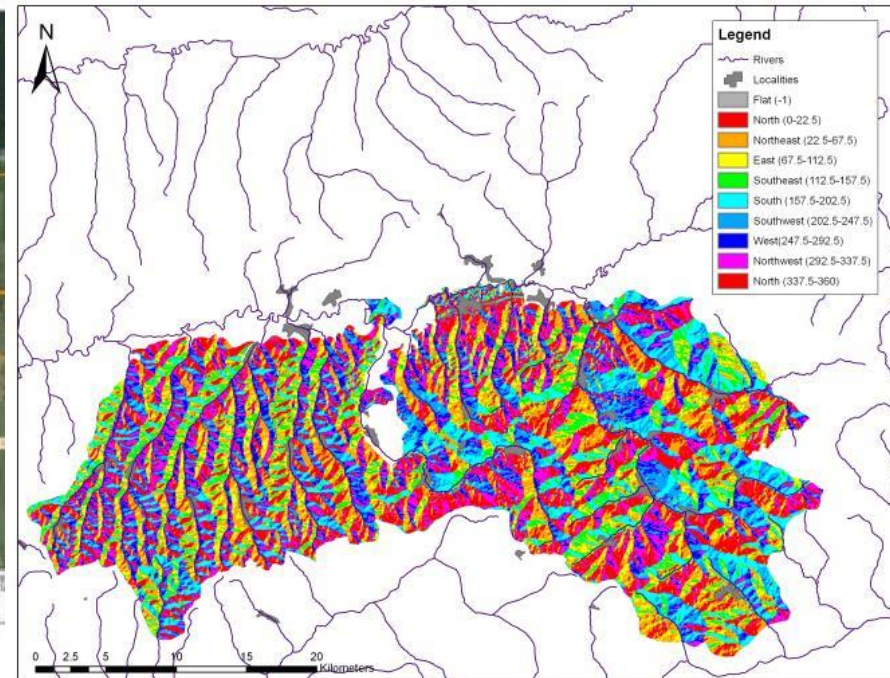 N
Legend
Rivers
Localities
Flat (-1)
North (0-22.5)
Northeast (22.5-67.5)
East (67.5-112.5)
Southeast (112.5-157.5)
South (157.5-202.5)
Southwest (202.5-247.5)
West(247.5-292.5)
Northwest (292.5-337.5)
North (337.5-360)
0 2.5 5 10 15 20
Kilometers